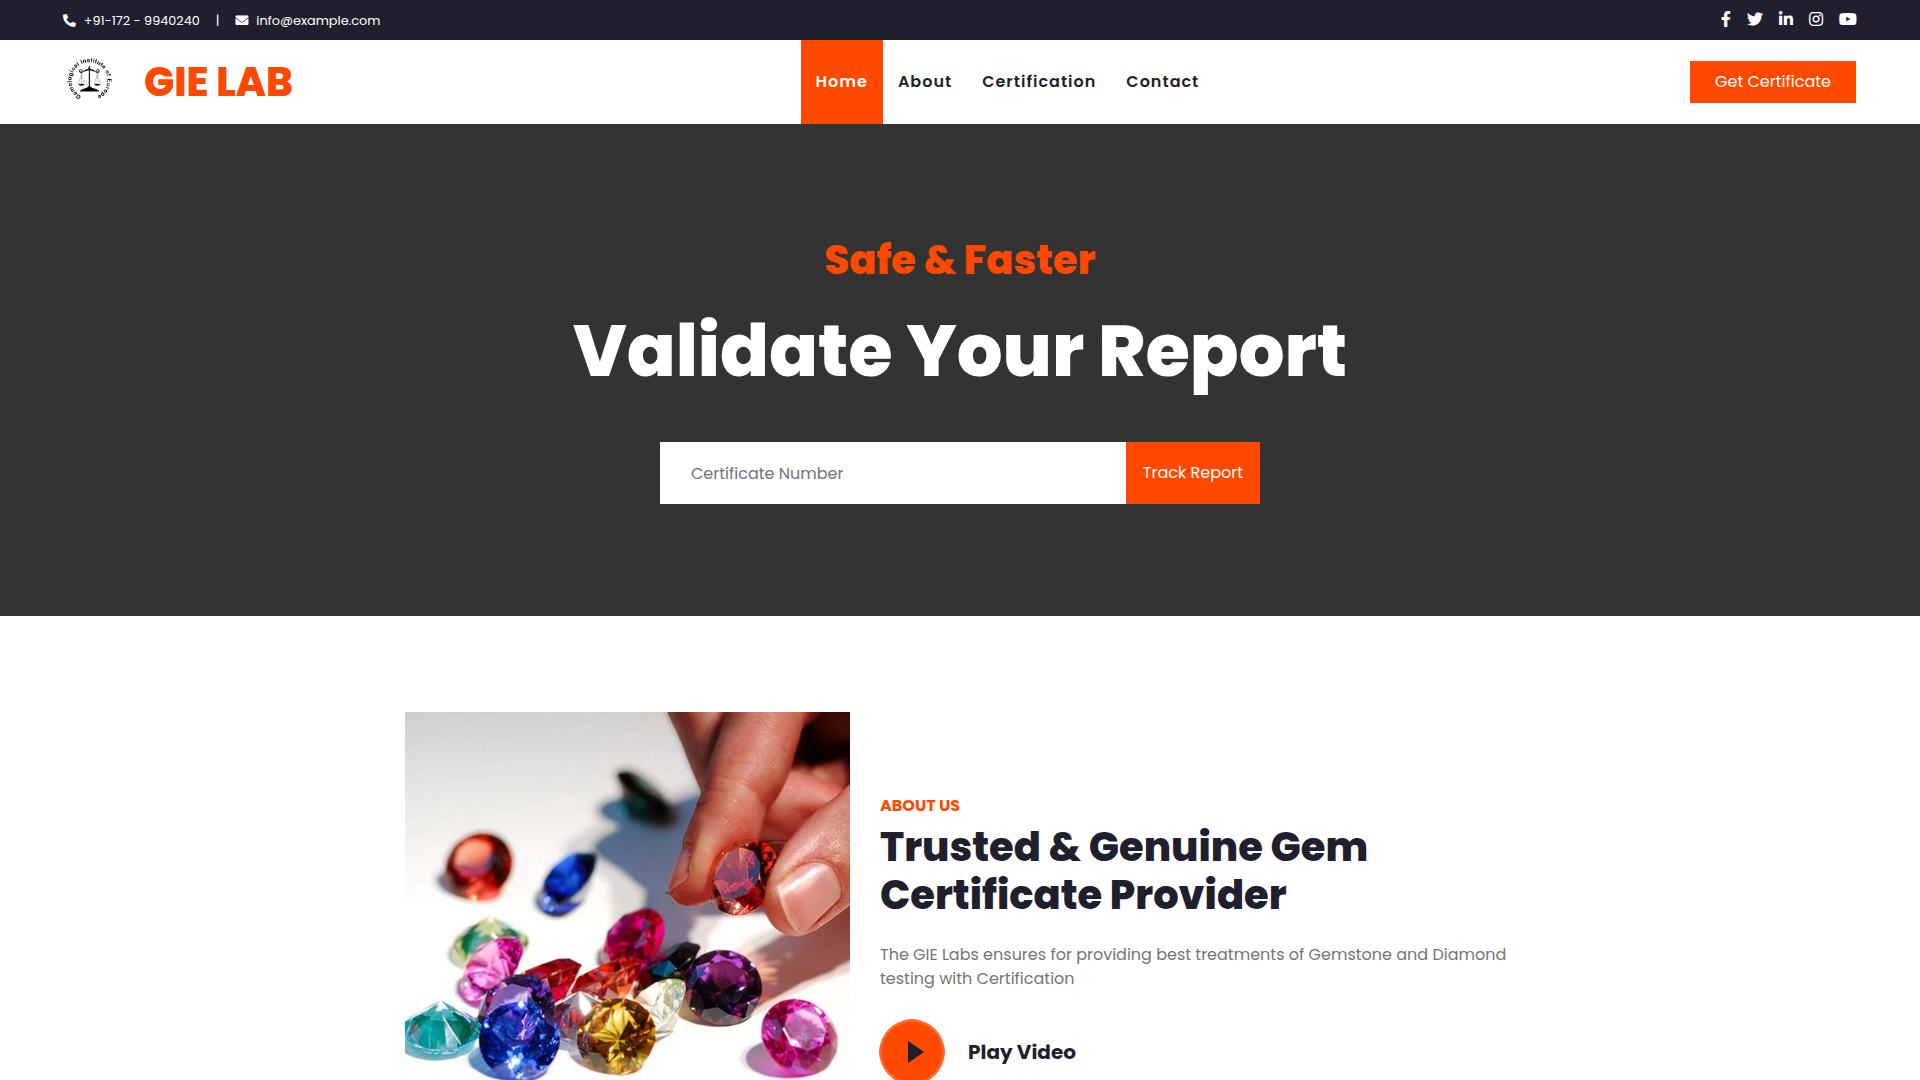 +91-172 - 9940240 | info@example.com
Gemological Institute of Europe
GIE LAB
Home About Certification Contact
Get Certificate
Safe & Faster
Validate Your Report
Certificate Number
Track Report
ABOUT US
Trusted & Genuine Gem
Certificate Provider
The GIE Labs ensures for providing best treatments of Gemstone and Diamond
testing with Certification
Play Video